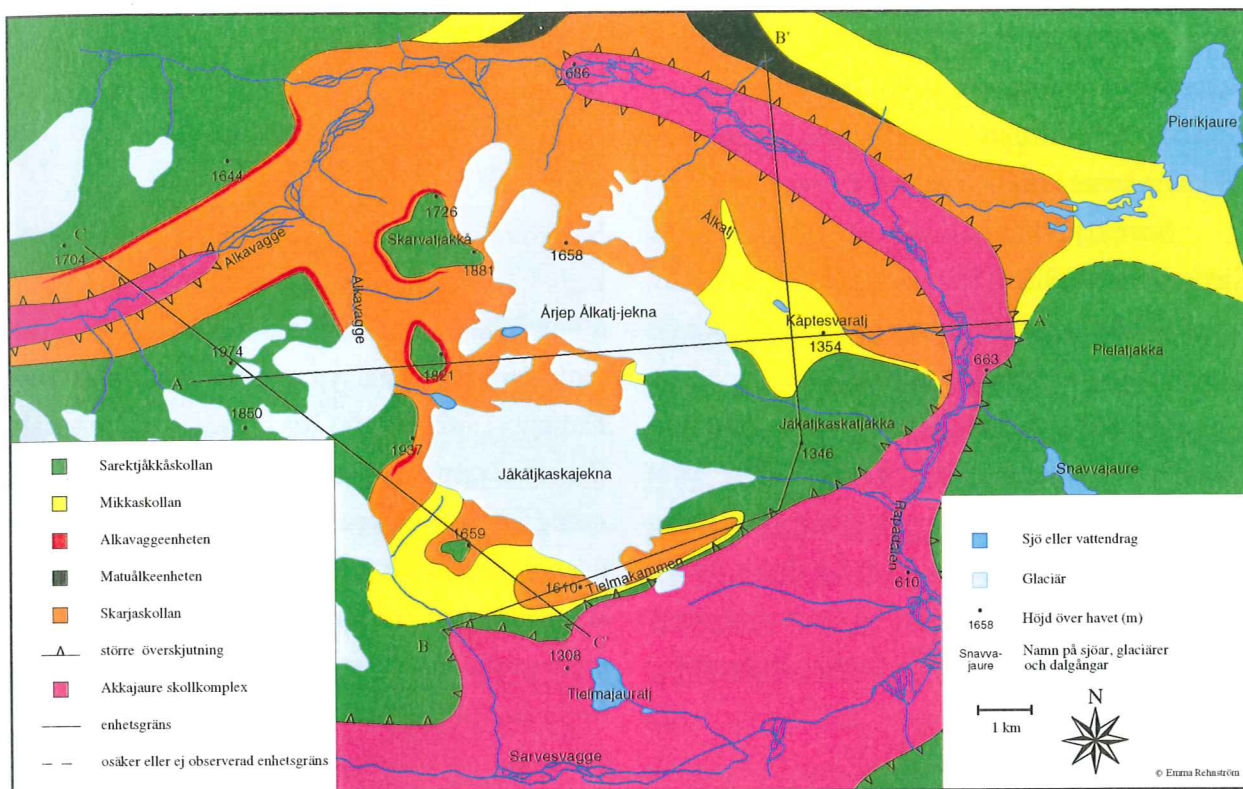 B'
686
Pierikjaure
1644
1726
Skarvatjåkkå
1881
1658
Ålkatj
C
1704
Alkavagge
Alkavagge
Årjep Ålkatj-jekna
Kåptesvaratj
1354
A'
Pielatjåkkå
663
1974
1821
A
1850
Jåkåtjkaskatjåkkå
1346
1937
Jåkåtjkaskajekna
Snavvajaure
Rapadalen
1659
1610
Tielmakammen
610
B
C'
1308
Tielmajauratj
Sarvesvagge
Sarektjåkkåskollan
Mikkaskollan
Alkavaggeenheten
Matuålkeenheten
Skarjaskollan
större överskjutning
Akkajaure skollkomplex
enhetsgräns
osäker eller ej observerad enhetsgräns
Sjö eller vattendrag
Glaciär
1658
Höjd över havet (m)
Snavva-
jaure
Namn på sjöar, glaciärer
och dalgångar
1 km
N
© Emma Rehnström